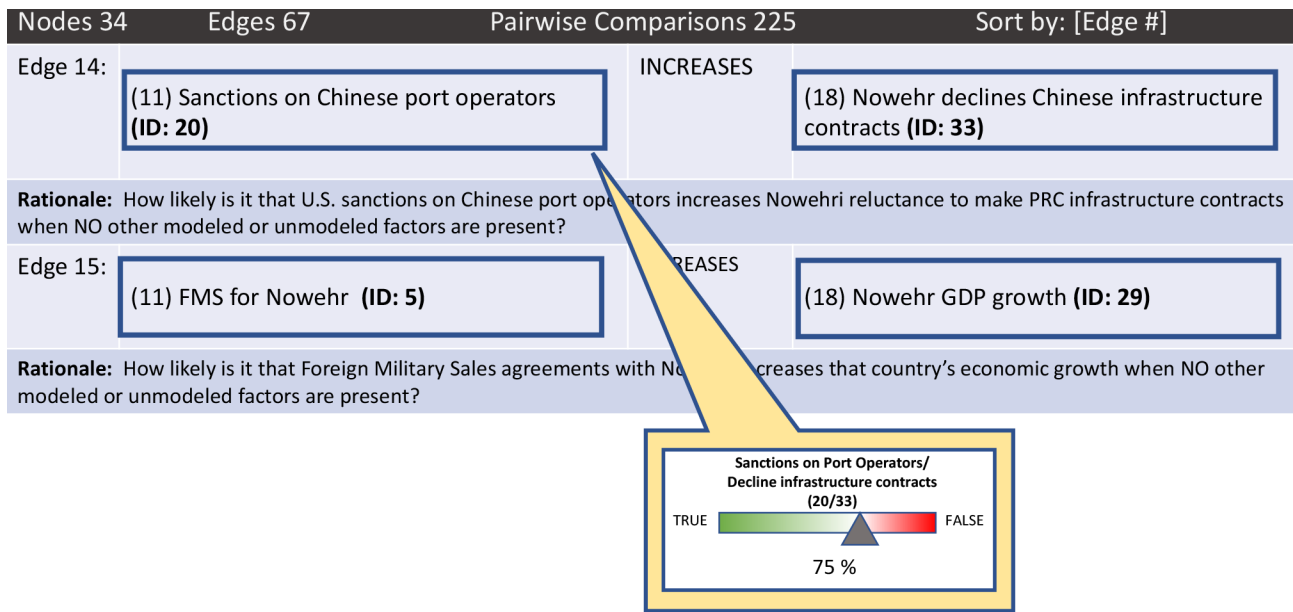 Nodes 34 Edges 67 Pairwise Comparisons 225 Sort by: [Edge #]
Edge 14:
(11) Sanctions on Chinese port operators
(ID: 20)
INCREASES
(18) Nowehr declines Chinese infrastructure
contracts (ID: 33)
Rationale: How likely is it that U.S. sanctions on Chinese port operators increases Nowehri reluctance to make PRC infrastructure contracts
when NO other modeled or unmodeled factors are present?
Edge 15:
(11) FMS for Nowehr (ID: 5)
REASES
(18) Nowehr GDP growth (ID: 29)
Rationale: How likely is it that Foreign Military Sales agreements with No creases that country's economic growth when NO other
modeled or unmodeled factors are present?
Sanctions on Port Operators/
Decline infrastructure contracts
(20/33)
TRUE FALSE
75 %